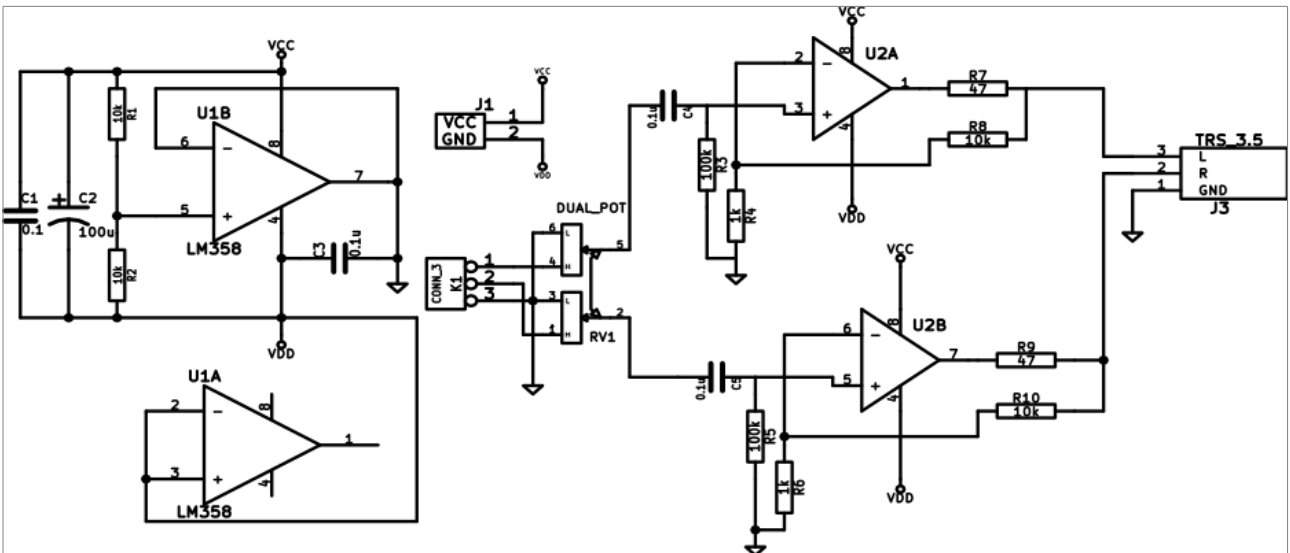 VCC
U1B
10k
R1
6
8
7
5
4
C1
0.1
C2
100u
LM358
C3
0.1u
10k
R2
VDD
U1A
2
8
3
1
4
LM358
J1
VCC
GND
1
2
VCC
VDD
CONN_3
K1
1
2
3
DUAL_POT
6
L
4
H
5
3
L
1
H
2
RV1
0.1u
C4
100k
R3
1k
R4
VCC
U2A
2
8
1
3
4
VDD
R7
47
R8
10k
TRS_3.5
3
L
2
R
1
GND
J3
0.1u
C5
100k
R5
1k
R6
VCC
U2B
6
8
7
5
4
VDD
R9
47
R10
10k